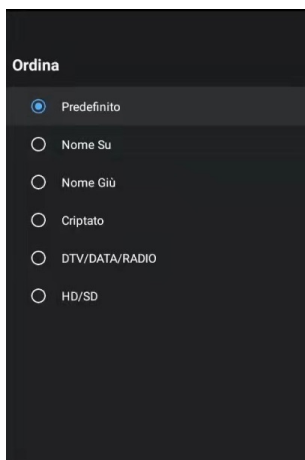 Ordina
Predefinito
Nome Su
Nome Giù
Criptato
DTV/DATA/RADIO
HD/SD